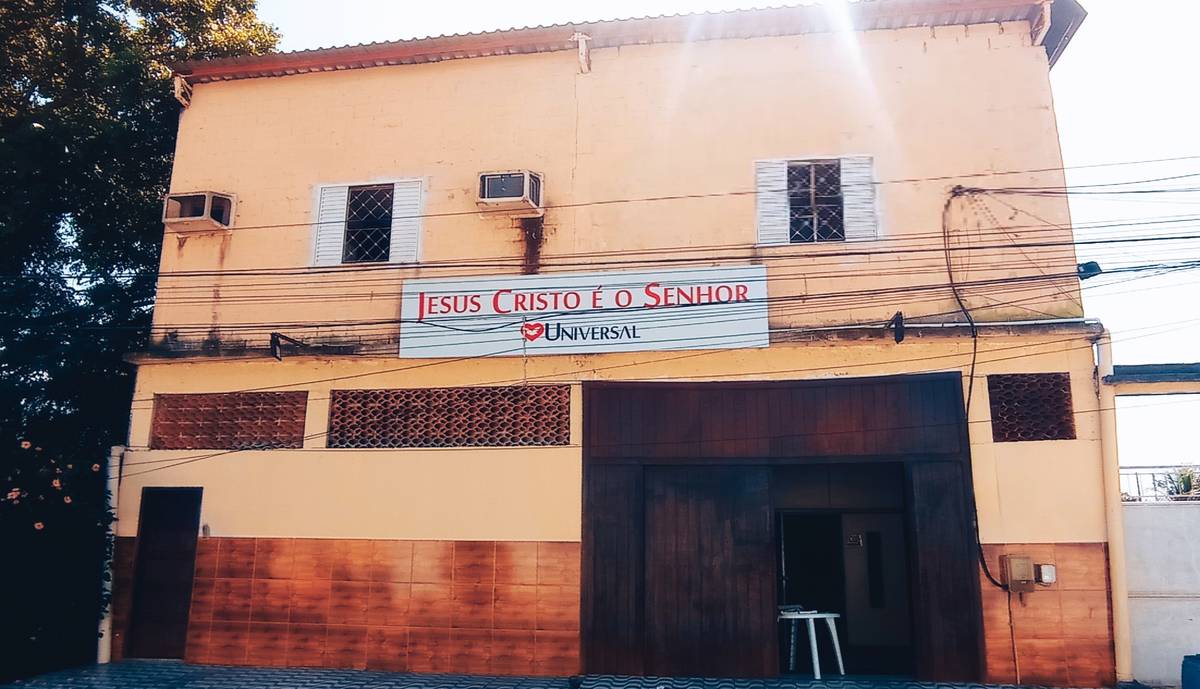 JESUS CRISTO É O SENHOR
UNIVERSAL